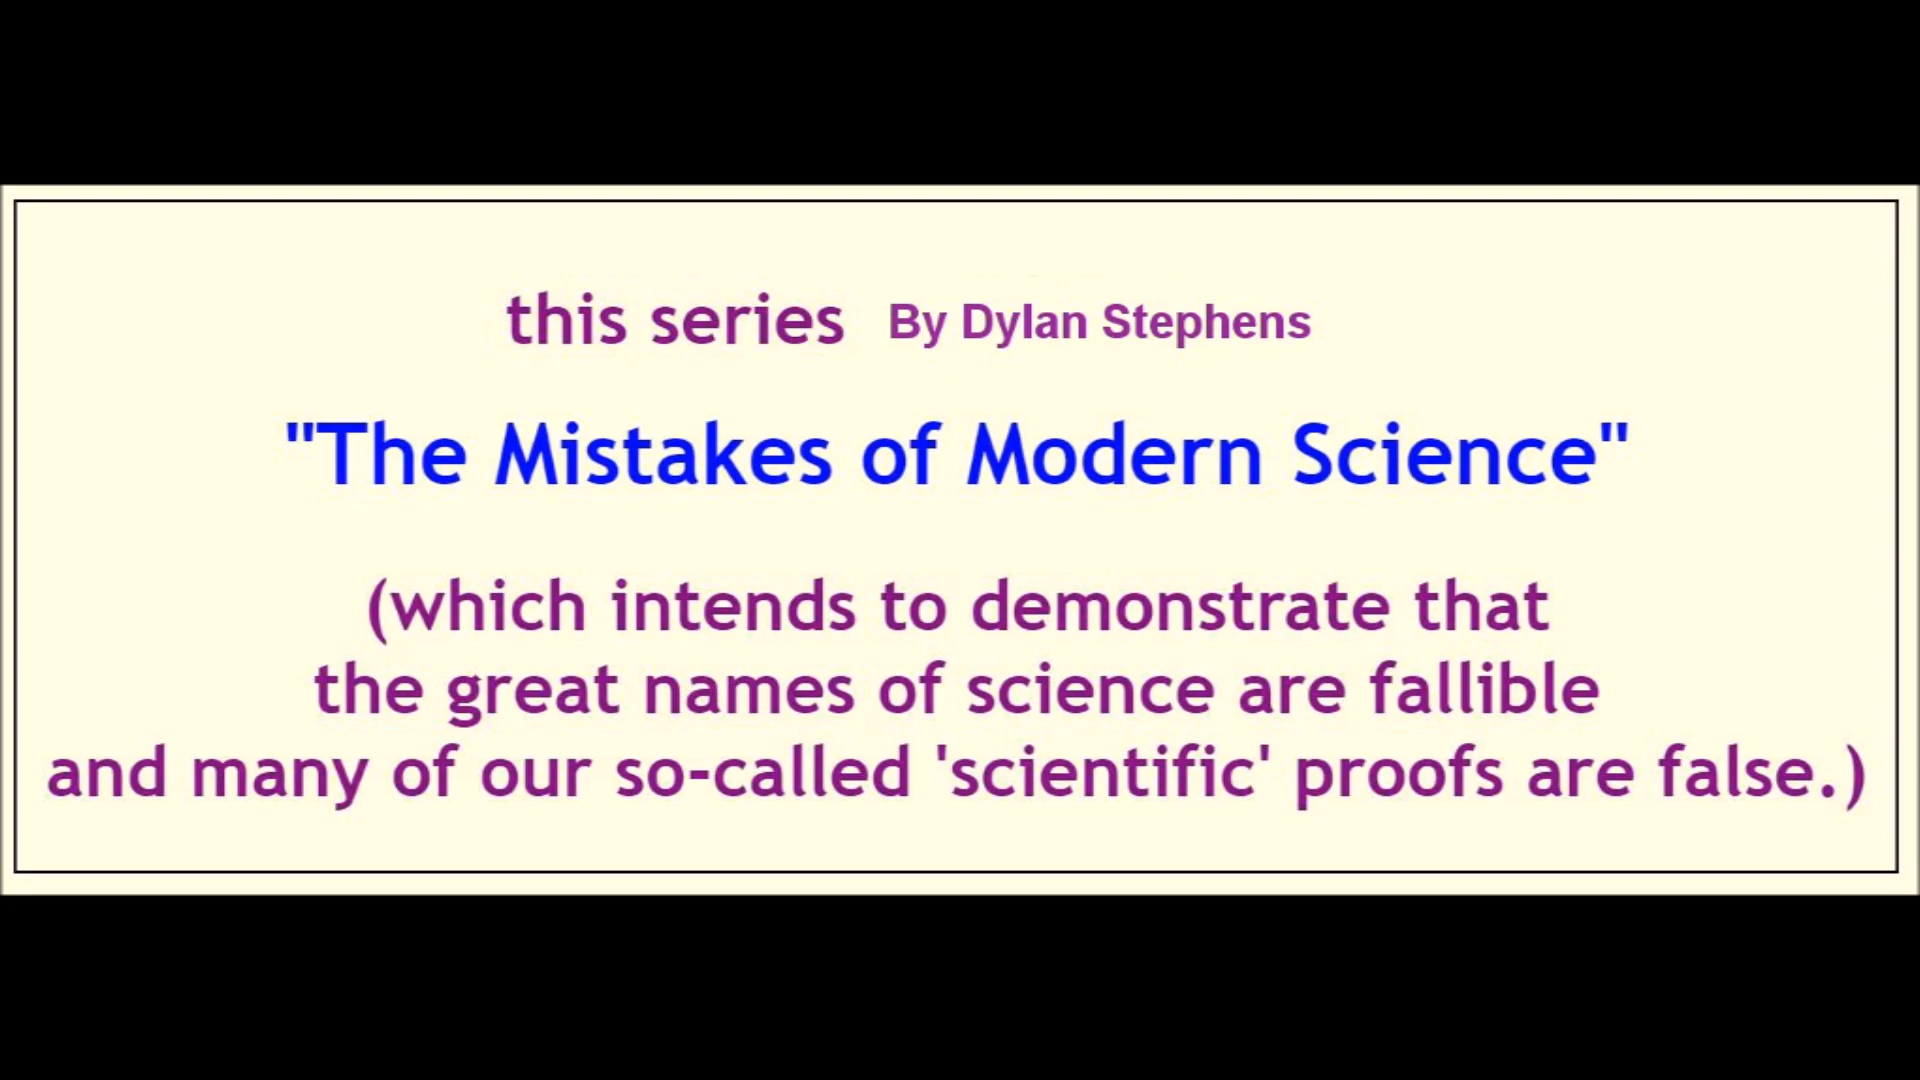 this series By Dylan Stephens
"The Mistakes of Modern Science"
(which intends to demonstrate that
the great names of science are fallible
and many of our so-called 'scientific' proofs are false.)